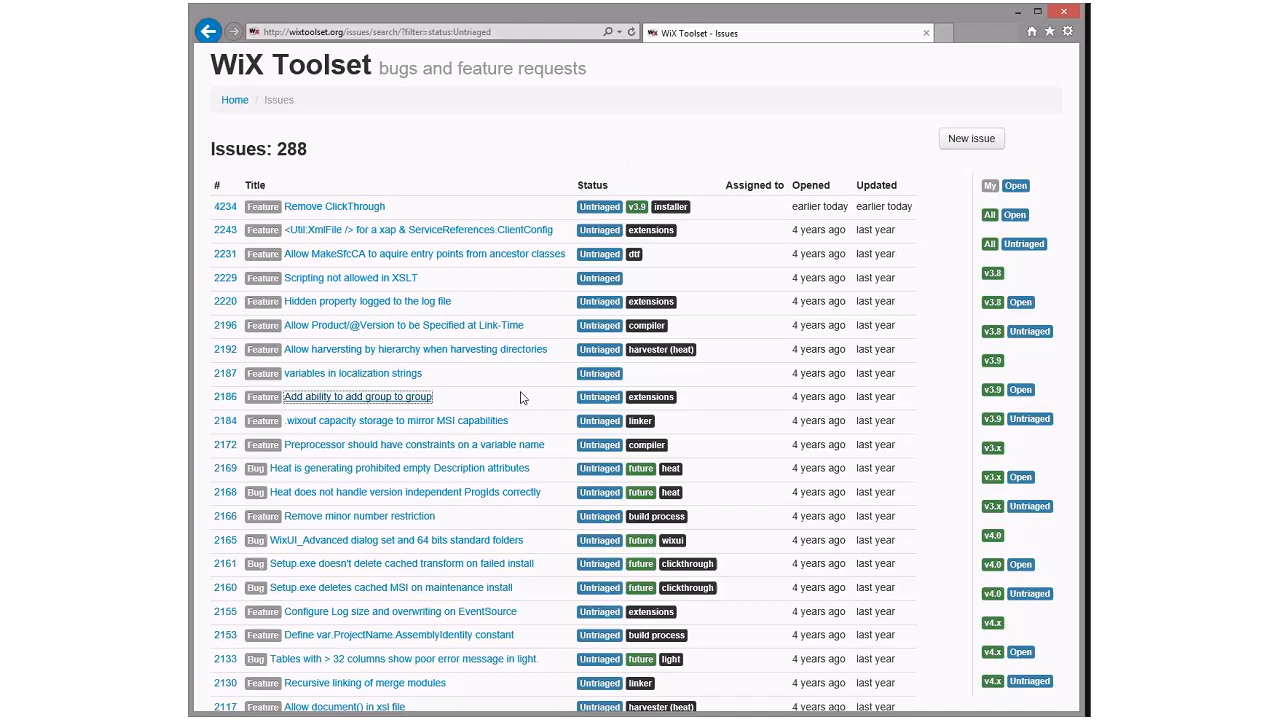 http://wixtoolset.org/issues/search/?filter=status:Untriaged
WiX Toolset - Issues
WiX Toolset bugs and feature requests
Home / Issues
New issue
Issues: 288
# Title Status Assigned to Opened Updated
4234 Feature Remove ClickThrough Untriaged v3.9 installer earlier today earlier today
2243 Feature <Util:XmlFile /> for a xap & ServiceReferences.ClientConfig Untriaged extensions 4 years ago last year
2231 Feature Allow MakeSfcCA to aquire entry points from ancestor classes Untriaged dtf 4 years ago last year
2229 Feature Scripting not allowed in XSLT Untriaged 4 years ago last year
2220 Feature Hidden property logged to the log file Untriaged extensions 4 years ago last year
2196 Feature Allow Product/@Version to be Specified at Link-Time Untriaged compiler 4 years ago last year
2192 Feature Allow harversting by hierarchy when harvesting directories Untriaged harvester (heat) 4 years ago last year
2187 Feature variables in localization strings Untriaged 4 years ago last year
2186 Feature Add ability to add group to group Untriaged extensions 4 years ago last year
2184 Feature .wixout capacity storage to mirror MSI capabilities Untriaged linker 4 years ago last year
2172 Feature Preprocessor should have constraints on a variable name Untriaged compiler 4 years ago last year
2169 Bug Heat is generating prohibited empty Description attributes Untriaged future heat 4 years ago last year
2168 Bug Heat does not handle version independent ProgIds correctly Untriaged future heat 4 years ago last year
2166 Feature Remove minor number restriction Untriaged build process 4 years ago last year
2165 Bug WixUI_Advanced dialog set and 64 bits standard folders Untriaged future wixui 4 years ago last year
2161 Bug Setup.exe doesn't delete cached transform on failed install Untriaged future clickthrough 4 years ago last year
2160 Bug Setup.exe deletes cached MSI on maintenance install Untriaged future clickthrough 4 years ago last year
2155 Feature Configure Log size and overwriting on EventSource Untriaged extensions 4 years ago last year
2153 Feature Define var.ProjectName.AssemblyIdentity constant Untriaged build process 4 years ago last year
2133 Bug Tables with > 32 columns show poor error message in light. Untriaged future light 4 years ago last year
2130 Feature Recursive linking of merge modules Untriaged linker 4 years ago last year
2117 Feature Allow document() in xsl file Untriaged harvester (heat) 4 years ago last year
My Open
All Open
All Untriaged
v3.8
v3.8 Open
v3.8 Untriaged
v3.9
v3.9 Open
v3.9 Untriaged
v3.x
v3.x Open
v3.x Untriaged
v4.0
v4.0 Open
v4.0 Untriaged
v4.x
v4.x Open
v4.x Untriaged